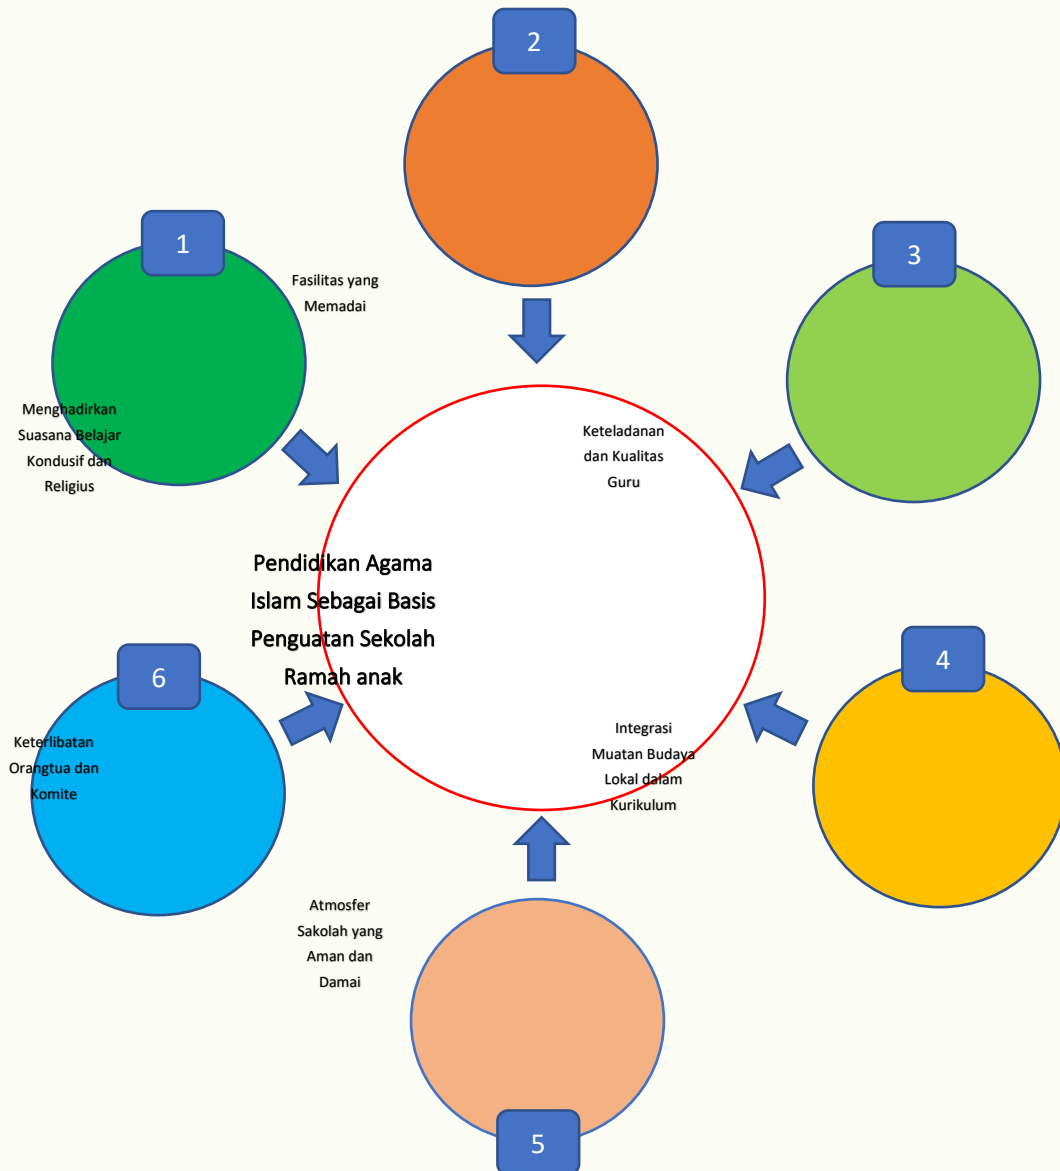 2
1
3
Fasilitas yang
Memadai
Menghadirkan
Suasana Belajar
Kondusif dan
Religius
Keteladanan
dan Kualitas
Guru
Pendidikan Agama
Islam Sebagai Basis
Penguatan Sekolah
Ramah anak
6
4
Keterlibatan
Orangtua dan
Komite
Integrasi
Muatan Budaya
Lokal dalam
Kurikulum
Atmosfer
Sakolah yang
Aman dan
Damai
5